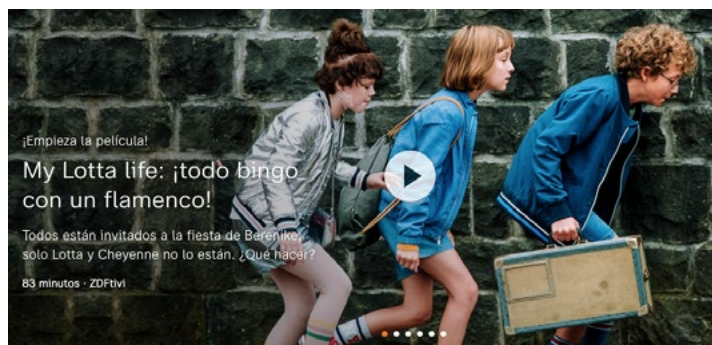 ¡Empieza la película!
My Lotta life: ¡todo bingo
con un flamenco!
Todos están invitados a la fiesta de Berenike,
solo Lotta y Cheyenne no lo están. ¿Qué hacer?
83 minutos · ZDFtivi